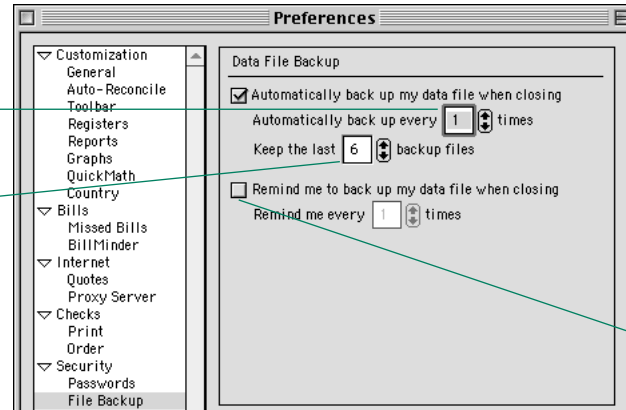 Preferences
Customization
General
Auto-Reconcile
Toolbar
Registers
Reports
Graphs
QuickMath
Country
Bills
Missed Bills
BillMinder
Internet
Quotes
Proxy Server
Checks
Print
Order
Security
Passwords
File Backup
Data File Backup
Automatically back up my data file when closing
Automatically back up every 1 times
Keep the last 6 backup files
Remind me to back up my data file when closing
Remind me every 1 times